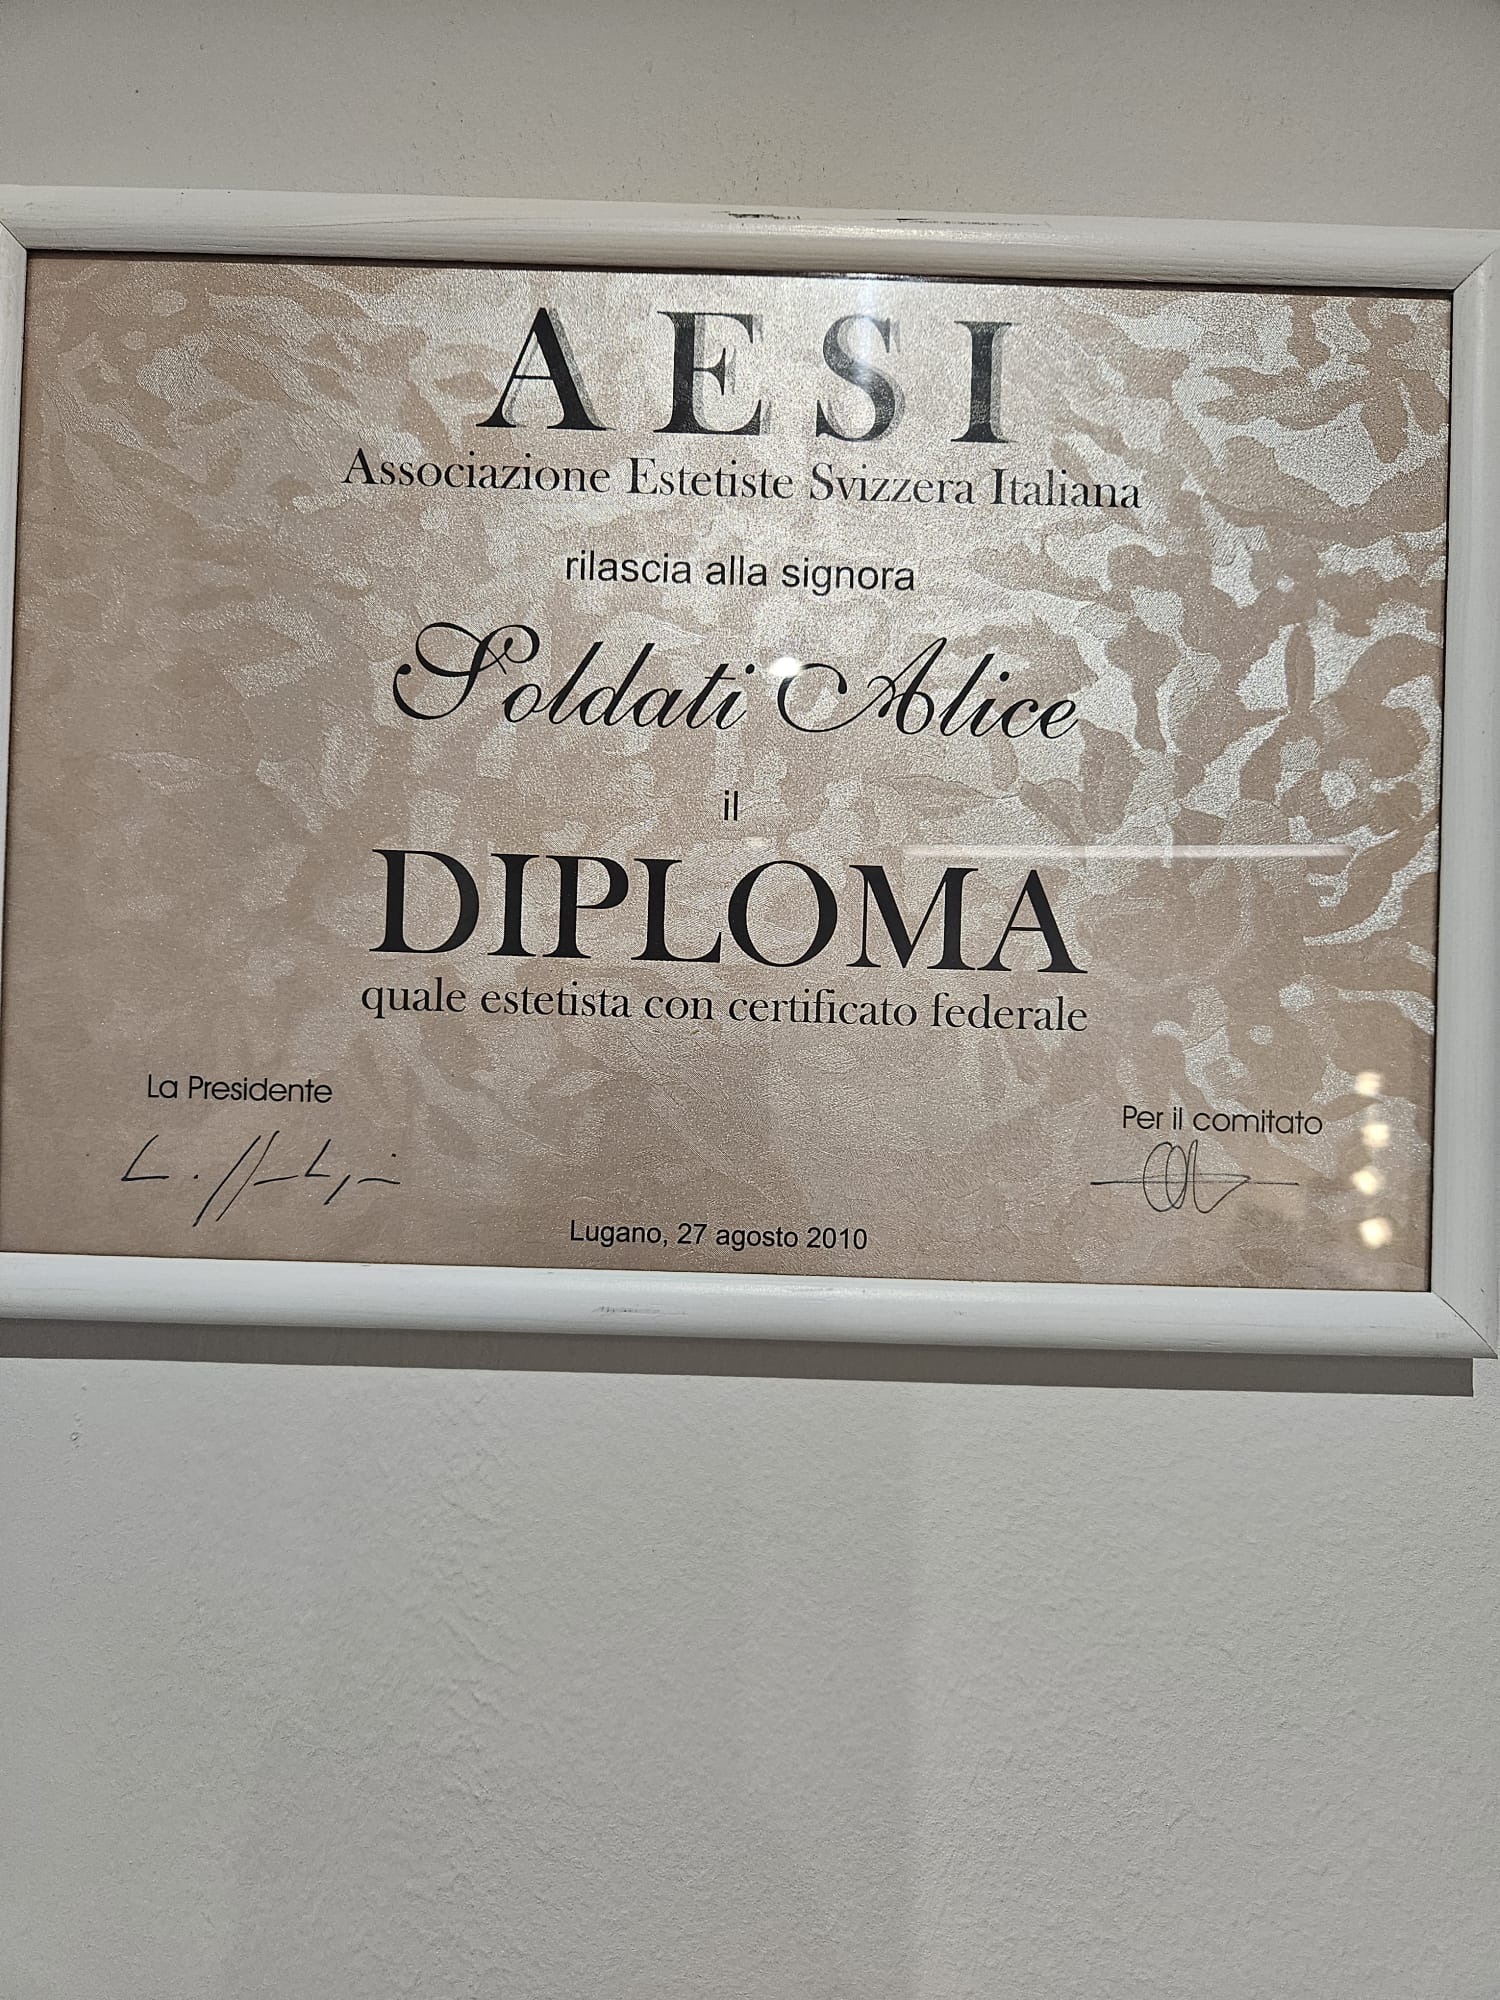 AESI
Associazione Estetiste Svizzera Italiana
rilascia alla signora
Soldati Alice
il
DIPLOMA
quale estetista con certificato federale
La Presidente
Per il comitato
Lugano, 27 agosto 2010